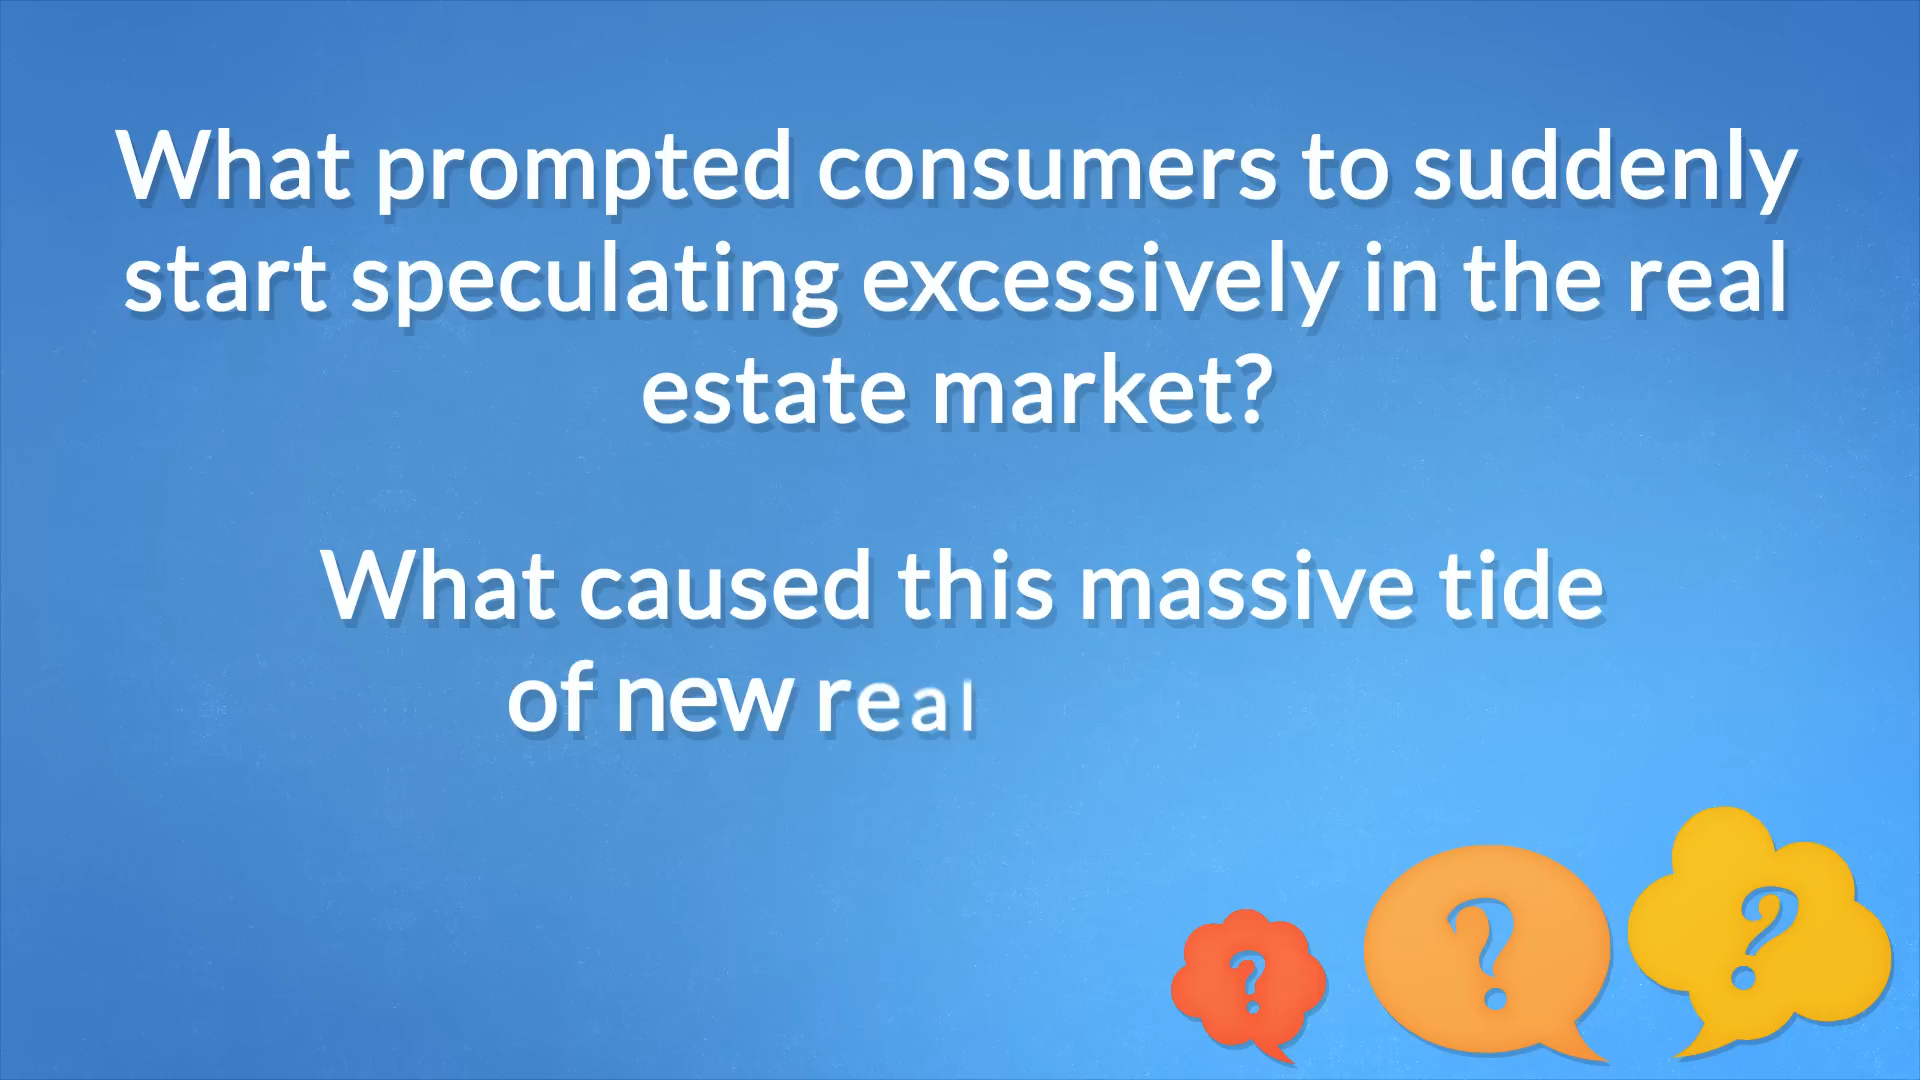 What prompted consumers to suddenly
start speculating excessively in the real
estate market?
What caused this massive tide
of new real
? ? ?